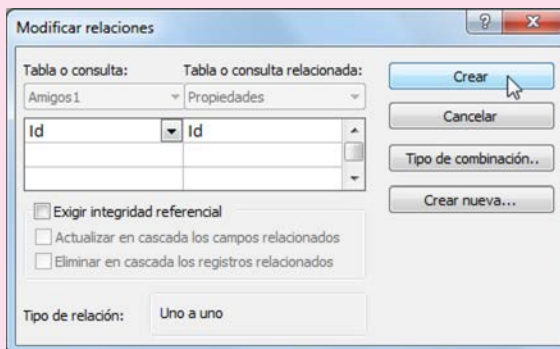 Modificar relaciones
Tabla o consulta: Tabla o consulta relacionada:
Amigos1 Propiedades
Id Id
Exigir integridad referencial
Actualizar en cascada los campos relacionados
Eliminar en cascada los registros relacionados
Tipo de relación: Uno a uno
Crear
Cancelar
Tipo de combinación..
Crear nueva...